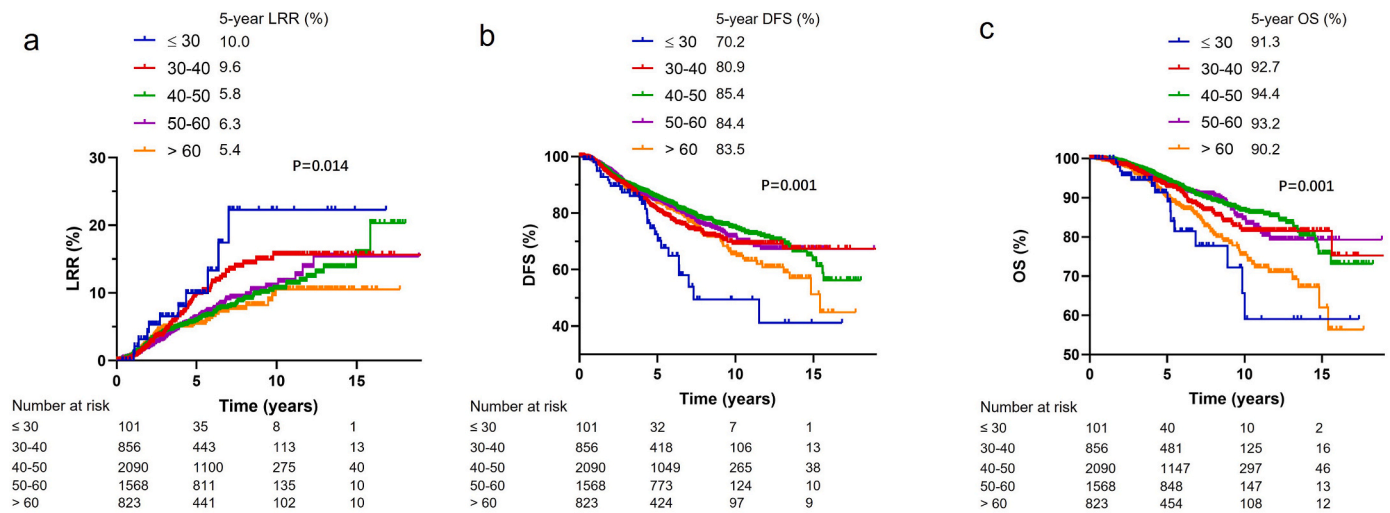 a
5-year LRR (%)
≤ 30 10.0
30-40 9.6
40-50 5.8
50-60 6.3
> 60 5.4
P=0.014
LRR (%)
30
20
10
0
0 5 10 15
Time (years)
Number at risk
≤ 30 101 35 8 1
30-40 856 443 113 13
40-50 2090 1100 275 40
50-60 1568 811 135 10
> 60 823 441 102 10
b
5-year DFS (%)
≤ 30 70.2
30-40 80.9
40-50 85.4
50-60 84.4
> 60 83.5
P=0.001
DFS (%)
100
80
60
40
0 5 10 15
Time (years)
Number at risk
≤ 30 101 32 7 1
30-40 856 418 106 13
40-50 2090 1049 265 38
50-60 1568 773 124 10
> 60 823 424 97 9
c
5-year OS (%)
≤ 30 91.3
30-40 92.7
40-50 94.4
50-60 93.2
> 60 90.2
P=0.001
OS (%)
100
90
80
70
60
50
0 5 10 15
Time (years)
Number at risk
≤ 30 101 40 10 2
30-40 856 481 125 16
40-50 2090 1147 297 46
50-60 1568 848 147 13
> 60 823 454 108 12